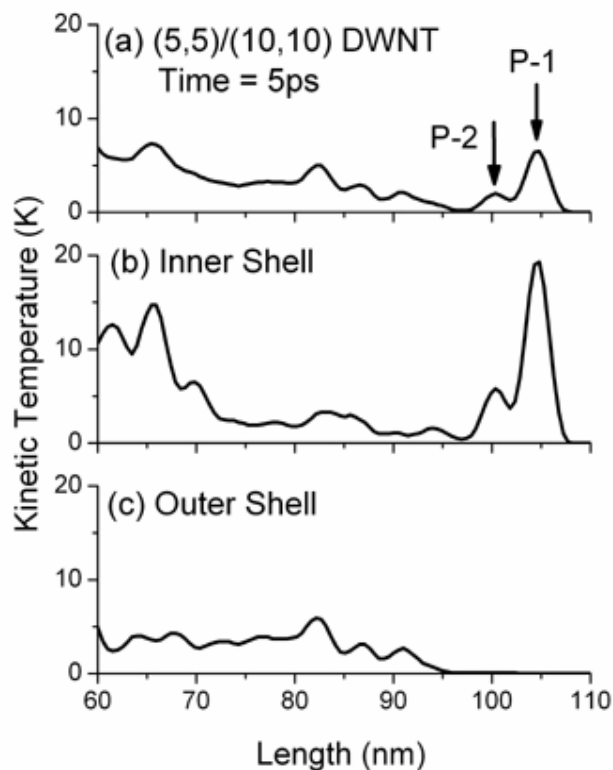 20
(a) (5,5)/(10,10) DWNT
Time = 5ps
P-1
P-2
10
0
20
(b) Inner Shell
10
0
20
(c) Outer Shell
10
0
60 70 80 90 100 110
Kinetic Temperature (K)
Length (nm)